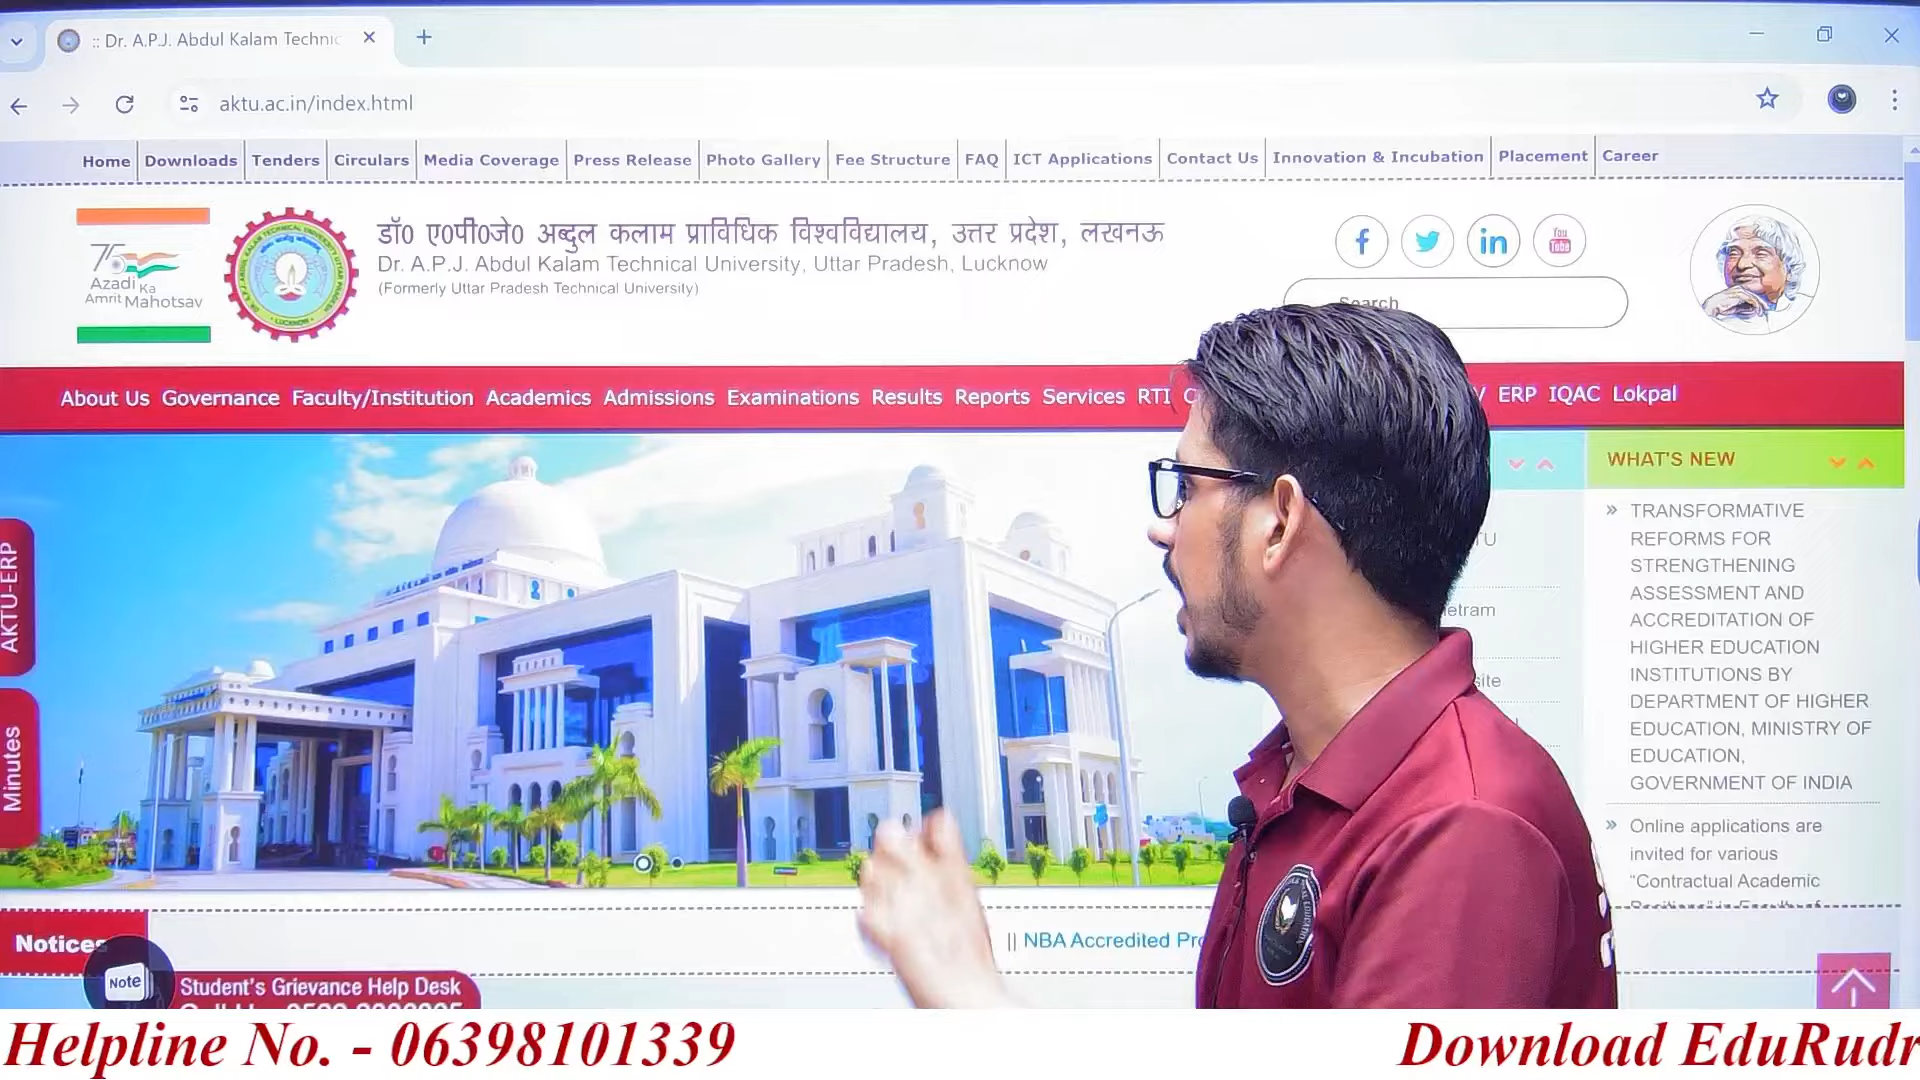 :: Dr. A.P.J. Abdul Kalam Technic
aktu.ac.in/index.html
Home Downloads Tenders Circulars Media Coverage Press Release Photo Gallery Fee Structure FAQ ICT Applications Contact Us Innovation & Incubation Placement Career
75
Azadi Ka
Amrit Mahotsav
डॉ0 ए0पी0जे0 अब्दुल कलाम प्राविधिक विश्वविद्यालय, उत्तर प्रदेश, लखनऊ
Dr. A.P.J. Abdul Kalam Technical University, Uttar Pradesh, Lucknow
(Formerly Uttar Pradesh Technical University)
You
Tube
Search
About Us Governance Faculty/Institution Academics Admissions Examinations Results Reports Services RTI ERP IQAC Lokpal
AKTU-ERP
Minutes
WHAT'S NEW
» TRANSFORMATIVE
REFORMS FOR
STRENGTHENING
ASSESSMENT AND
ACCREDITATION OF
HIGHER EDUCATION
INSTITUTIONS BY
DEPARTMENT OF HIGHER
EDUCATION, MINISTRY OF
EDUCATION,
GOVERNMENT OF INDIA
» Online applications are
invited for various
“Contractual Academic
Notices
|| NBA Accredited
Note
Student’s Grievance Help Desk
Helpline No. - 06398101339
Download EduRudr